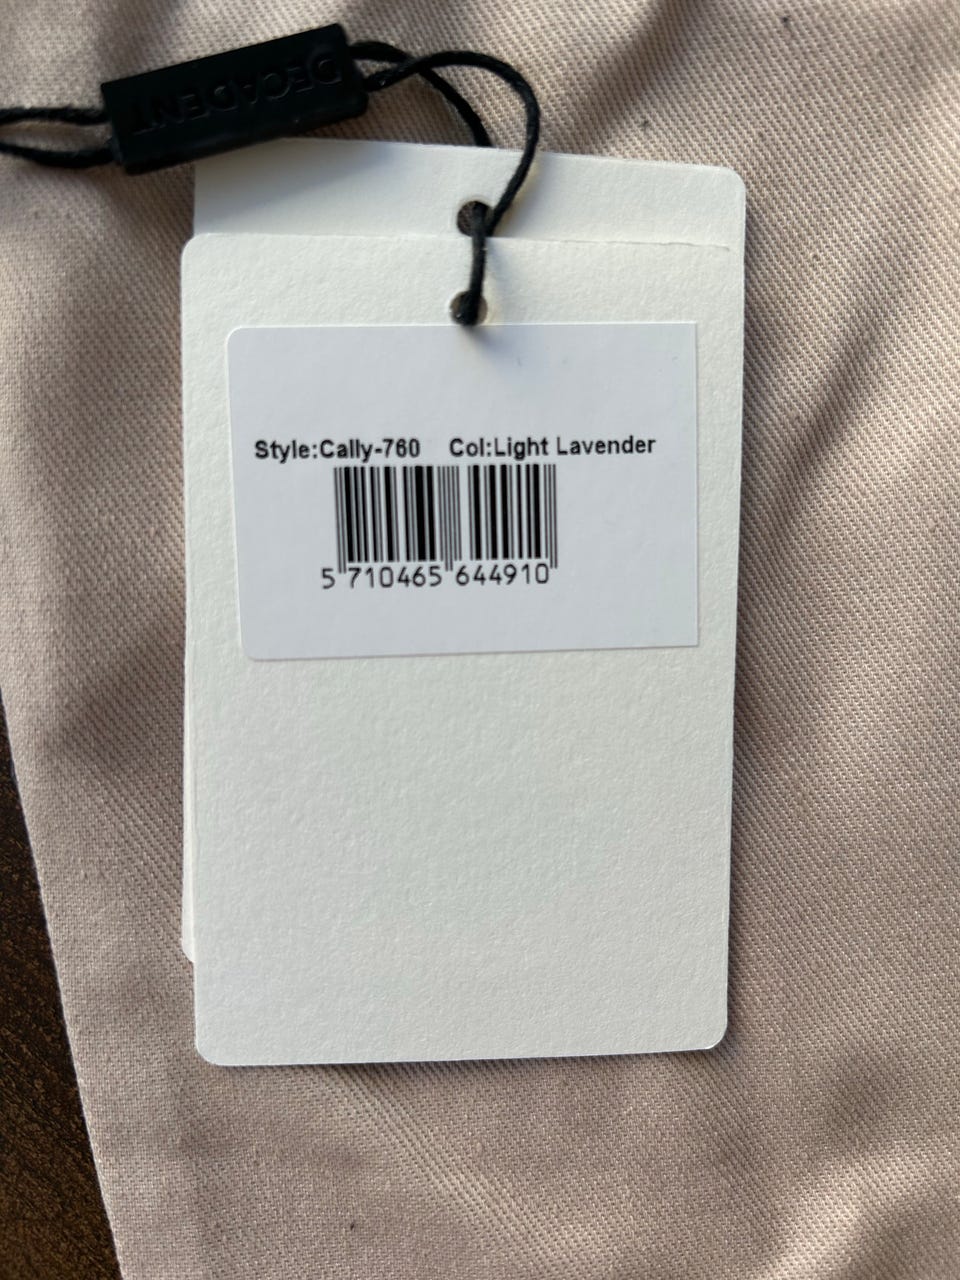 DECADENT
Style:Cally-760 Col:Light Lavender
5 710465 644910